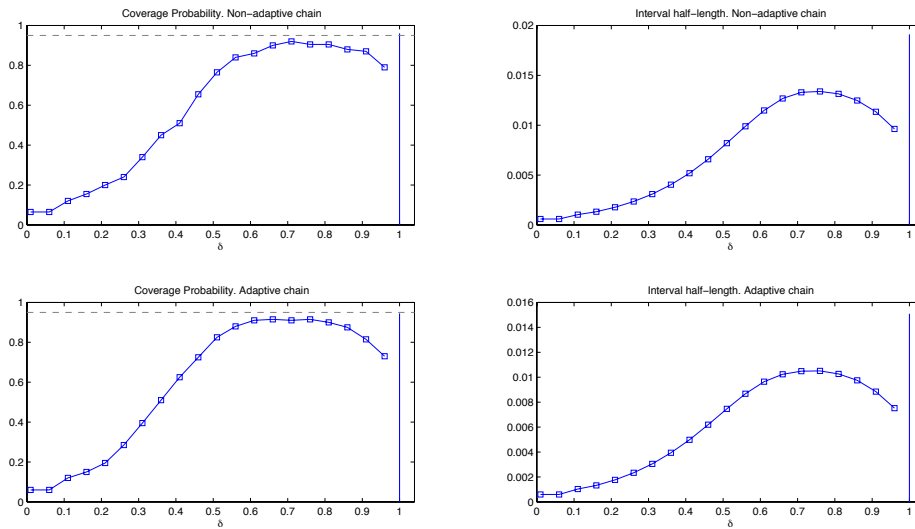 Coverage Probability. Non-adaptive chain
1
0.8
0.6
0.4
0.2
0
0 0.1 0.2 0.3 0.4 0.5 0.6 0.7 0.8 0.9 1
δ
Interval half-length. Non-adaptive chain
0.02
0.015
0.01
0.005
0
0 0.1 0.2 0.3 0.4 0.5 0.6 0.7 0.8 0.9 1
δ
Coverage Probability. Adaptive chain
1
0.8
0.6
0.4
0.2
0
0 0.1 0.2 0.3 0.4 0.5 0.6 0.7 0.8 0.9 1
δ
Interval half-length. Adaptive chain
0.016
0.014
0.012
0.01
0.008
0.006
0.004
0.002
0.000
0 0.1 0.2 0.3 0.4 0.5 0.6 0.7 0.8 0.9 1
δ